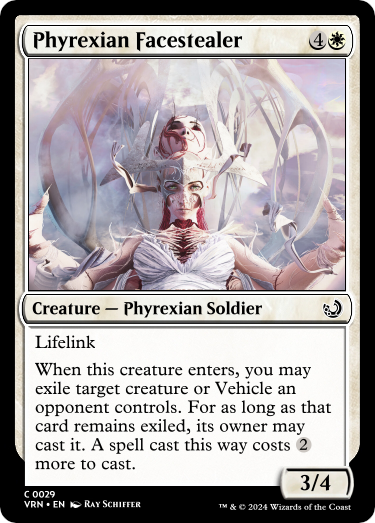 Phyrexian Facestealer 4
Creature — Phyrexian Soldier
Lifelink
When this creature enters, you may
exile target creature or Vehicle an
opponent controls. For as long as that
card remains exiled, its owner may
cast it. A spell cast this way costs 2
more to cast.
3/4
C 0029
VRN • EN Ray Schiffer
™ & © 2024 Wizards of the Coast